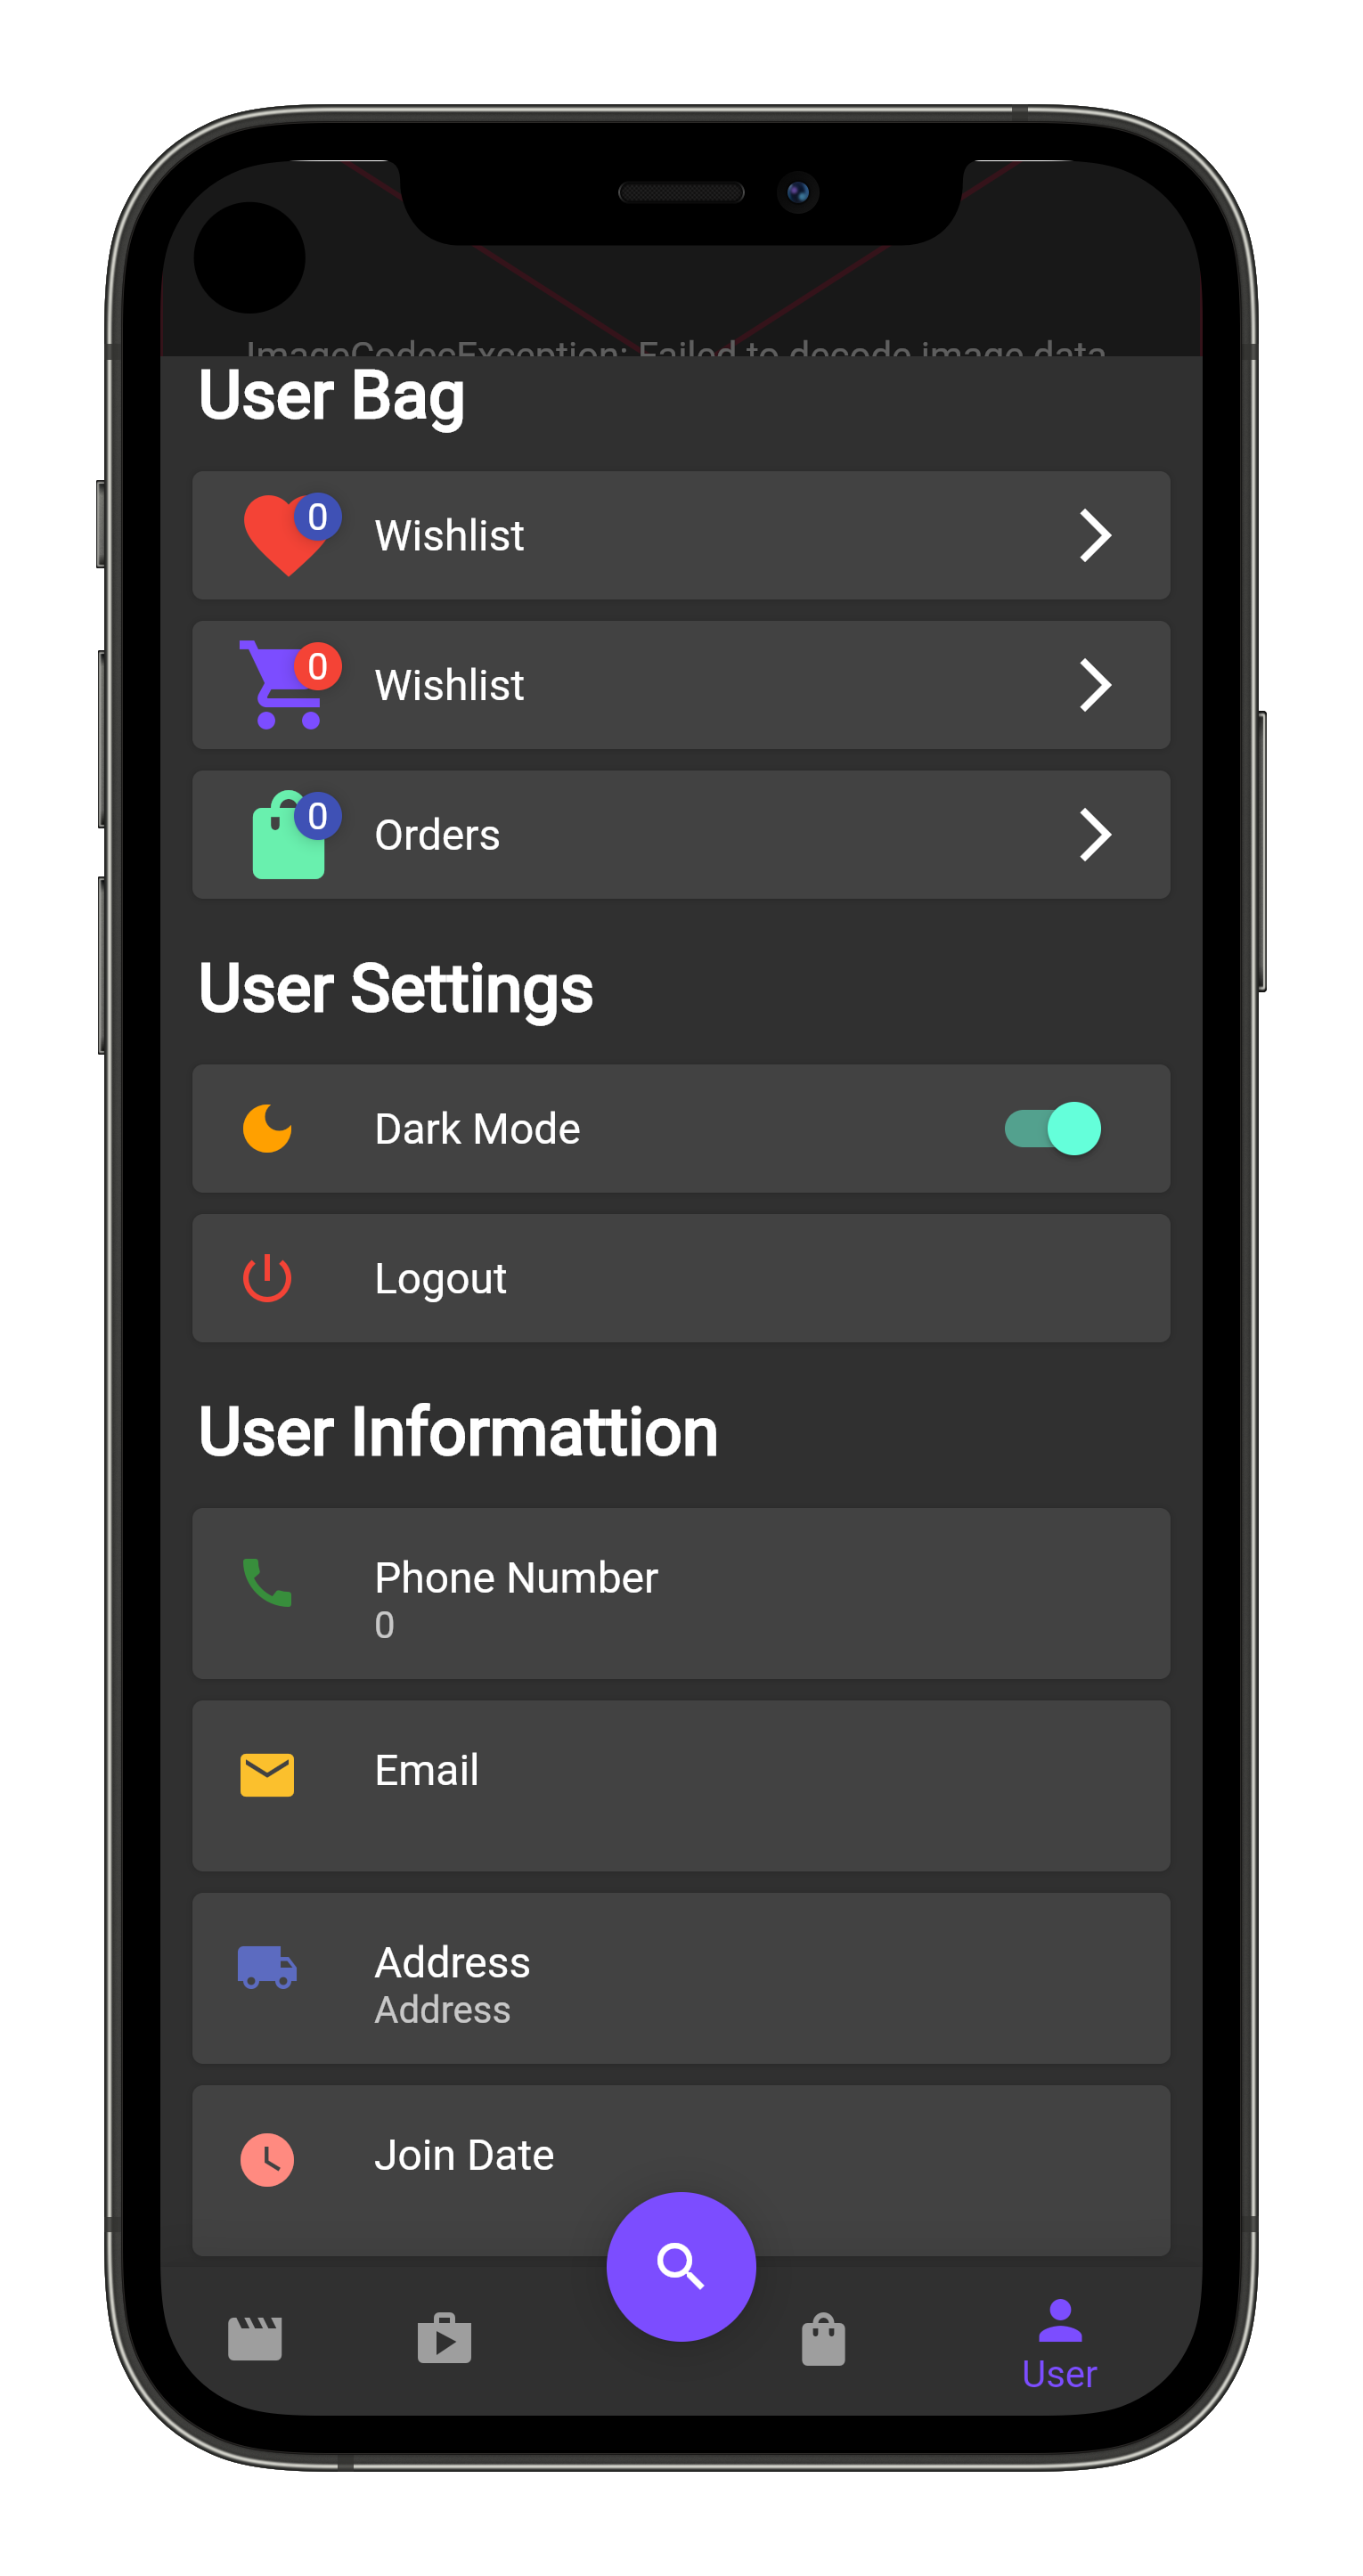 ImageCodecException: Failed to decode image data
User Bag
0
Wishlist
0
Wishlist
0
Orders
User Settings
Dark Mode
Logout
User Informattion
Phone Number
0
Email
Address
Address
Join Date
User